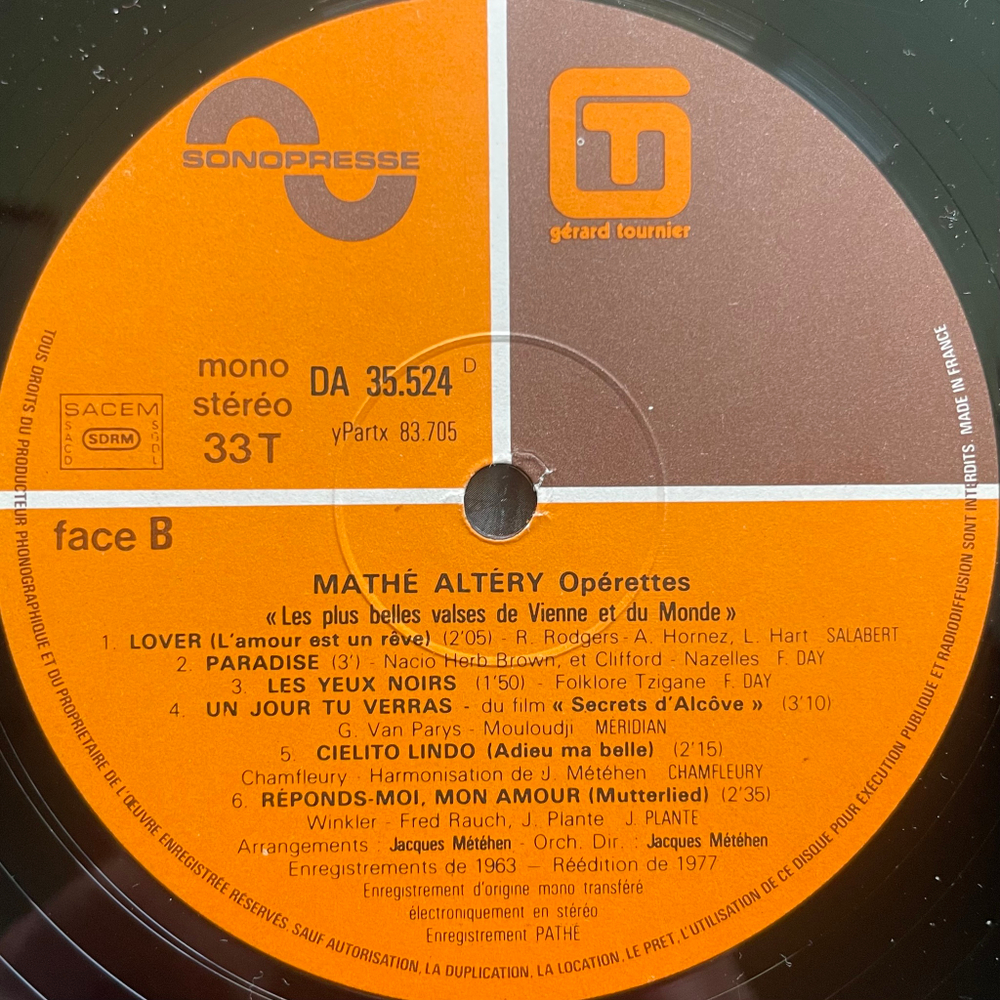 SONOPRESSE
gérard tournier
mono
stéréo
33 T
DA 35.524 D
yPartx 83.705
SACEM
SACD
SDRM
SGDL
face B
MATHÉ ALTÉRY Opérettes
«Les plus belles valses de Vienne et du Monde»
1. LOVER (L'amour est un rêve) (2'05) - R. Rodgers - A. Hornez, L. Hart SALABERT
2. PARADISE (3') - Nacio Herb Brown, et Clifford - Nazelles F. DAY
3. LES YEUX NOIRS (1'50) - Folklore Tzigane F. DAY
4. UN JOUR TU VERRAS - du film « Secrets d'Alcôve » (3'10)
G. Van Parys - Mouloudji MÉRIDIAN
5. CIELITO LINDO (Adieu ma belle) (2'15)
Chamfleury - Harmonisation de J. Météhen CHAMFLEURY
6. RÉPONDS-MOI, MON AMOUR (Mutterlied) (2'35)
Winkler - Fred Rauch, J. Plante J. PLANTE
Arrangements : Jacques Météhen - Orch. Dir. : Jacques Météhen
Enregistrements de 1963 — Réédition de 1977
Enregistrement d'origine mono transféré
électroniquement en stéréo
Enregistrement PATHÉ
TOUS DROITS DU PRODUCTEUR PHONOGRAPHIQUE ET DU PROPRIETAIRE DE L'ŒUVRE ENREGISTRÉE RÉSERVÉS. SAUF AUTORISATION, LA DUPLICATION, LA LOCATION, LE PRET, L'UTILISATION DE CE DISQUE POUR EXÉCUTION PUBLIQUE ET RADIODIFFUSION SONT INTERDITS. MADE IN FRANCE